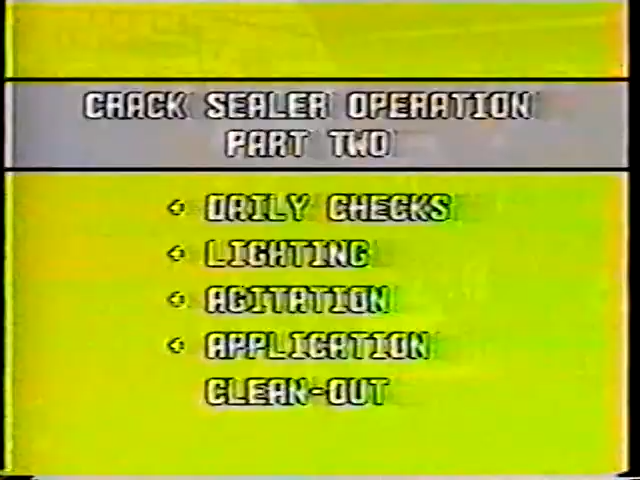 CRACK SEALER OPERATION
PART TWO
‹ DAILY CHECKS
‹ LIGHTING
‹ AGITATION
‹ APPLICATION
CLEAN-OUT